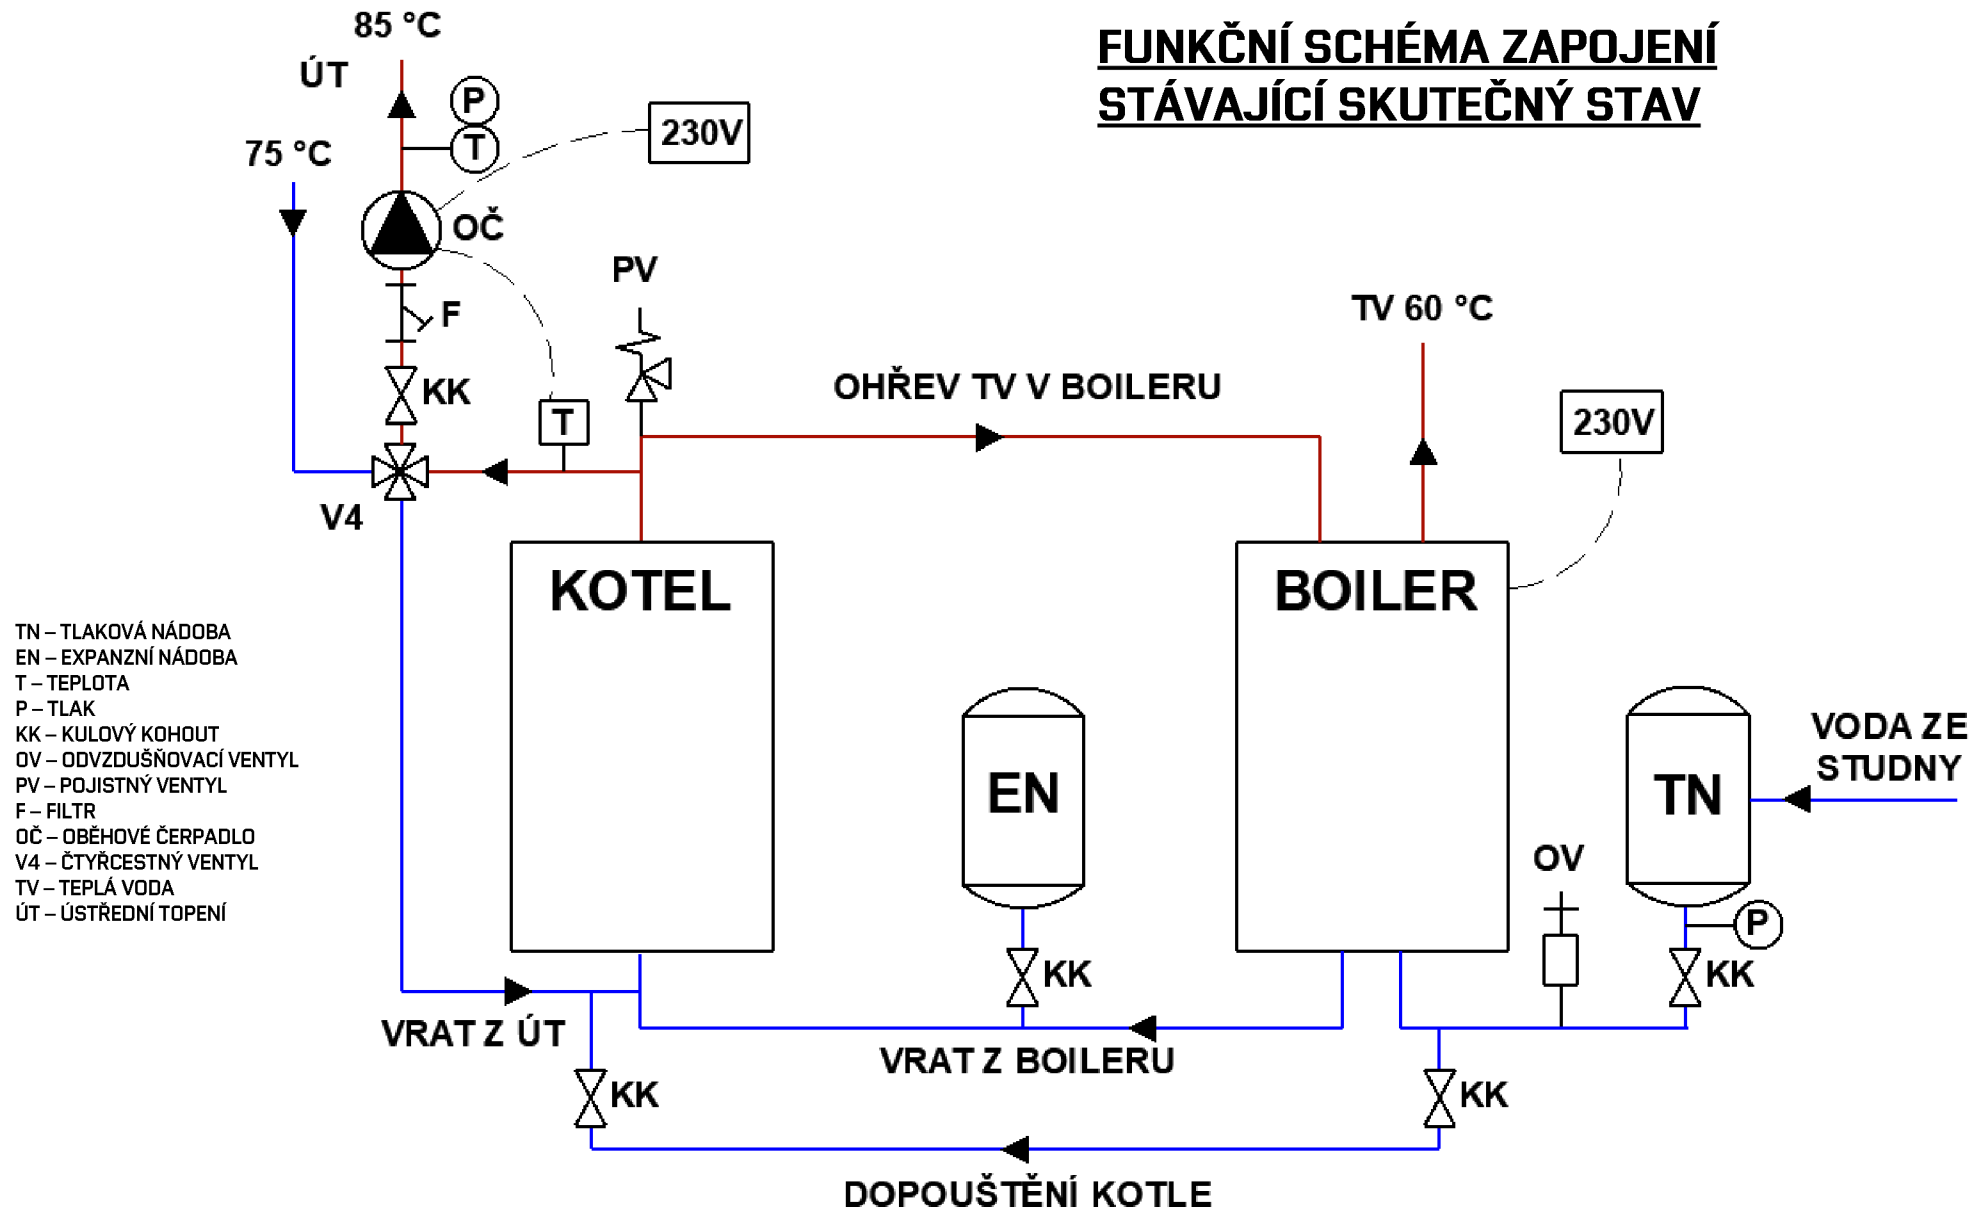 FUNKČNÍ SCHÉMA ZAPOJENÍ
STÁVAJÍCÍ SKUTEČNÝ STAV
85 °C
ÚT
P
T
230V
75 °C
OČ
PV
F
KK
T
V4
OHŘEV TV V BOILERU
TV 60 °C
230V
KOTEL
BOILER
TN – TLAKOVÁ NÁDOBA
EN – EXPANZNÍ NÁDOBA
T – TEPLOTA
P – TLAK
KK – KULOVÝ KOHOUT
OV – ODVZDUŠŇOVACÍ VENTYL
PV – POJISTNÝ VENTYL
F – FILTR
OČ – OBĚHOVÉ ČERPADLO
V4 – ČTYŘCESTNÝ VENTYL
TV – TEPLÁ VODA
ÚT – ÚSTŘEDNÍ TOPENÍ
EN
TN
VODA ZE
STUDNY
OV
P
KK
KK
VRAT Z ÚT
VRAT Z BOILERU
KK
KK
DOPOUŠTĚNÍ KOTLE